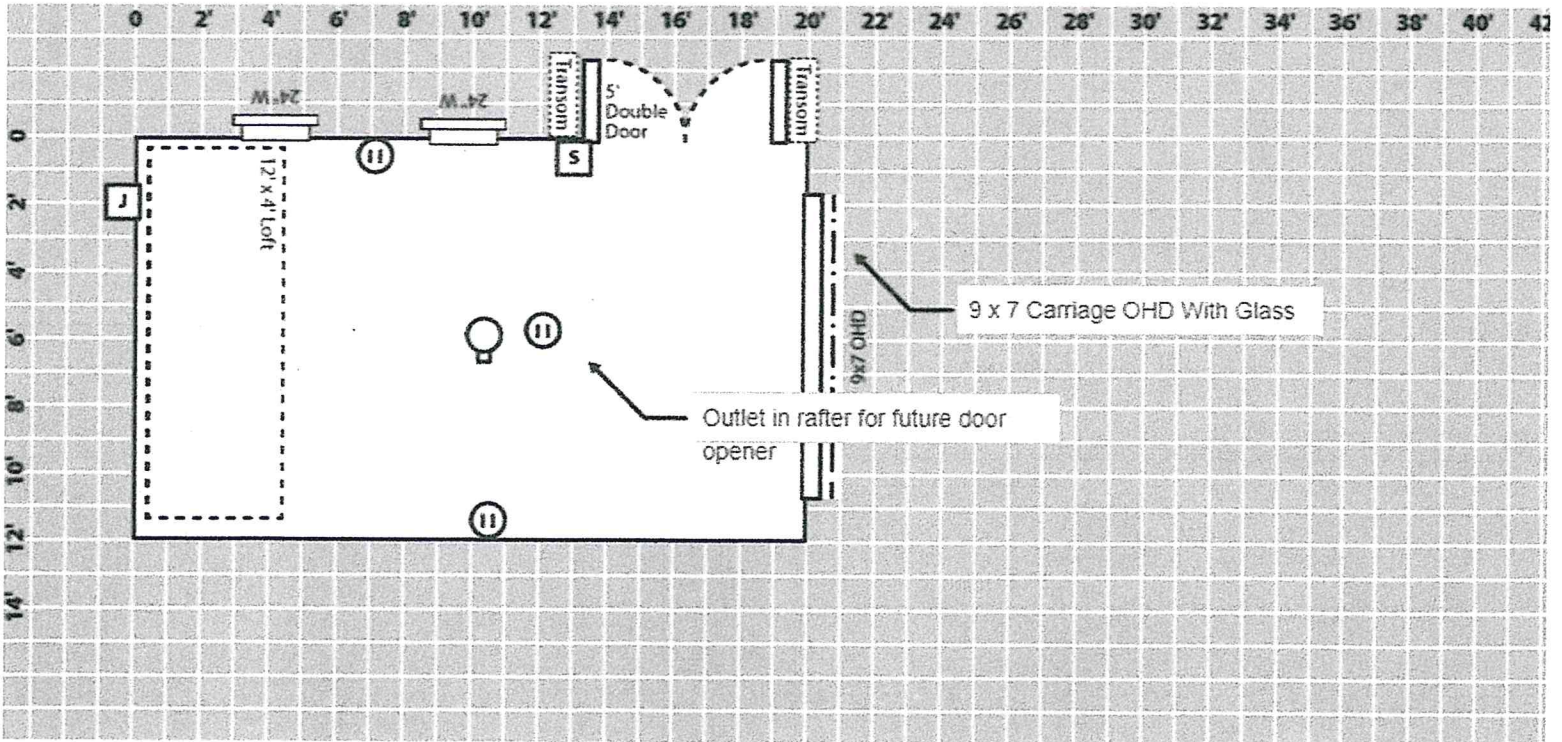 0 2' 4' 6' 8' 10' 12' 14' 16' 18' 20' 22' 24' 26' 28' 30' 32' 34' 36' 38' 40' 42
Transom
5'
Double
Door
Transom
24"W
24"W
0
2'
4'
6'
8'
10'
12'
14'
S
J
12' x 4' Loft
9 x 7 Carriage OHD With Glass
9x7 OHD
Outlet in rafter for future door
opener